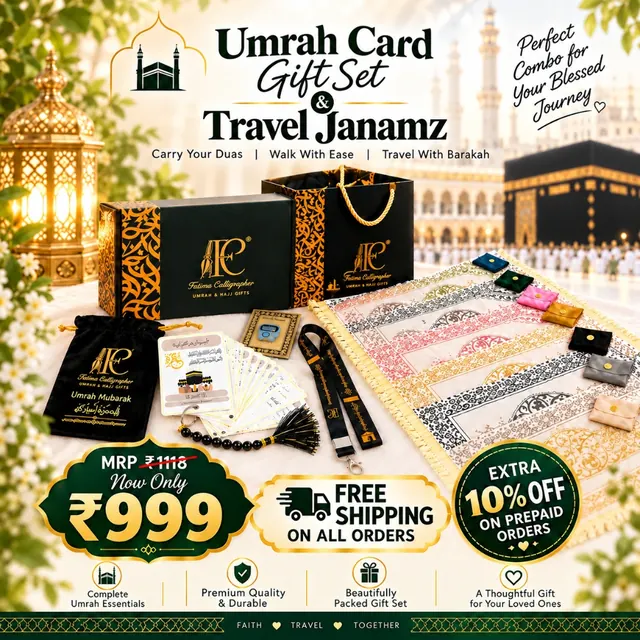 Umrah Card
Gift Set
&
Travel Janamz
Carry Your Duas | Walk With Ease | Travel With Barakah
Perfect
Combo for
Your Blessed
Journey
FC®
Fatima Calligrapher
UMRAH & HAJJ GIFTS
FC®
Fatima Calligrapher
UMRAH & HAJJ GIFTS
FC
Fatima Calligrapher
UMRAH & HAJJ GIFTS
Umrah Mubarak
MRP ₹1118
Now Only
₹999
FREE
SHIPPING
ON ALL ORDERS
EXTRA
10% OFF
ON PREPAID
ORDERS
Complete
Umrah Essentials
Premium Quality
& Durable
Beautifully
Packed Gift Set
A Thoughtful Gift
for Your Loved Ones
FAITH TRAVEL TOGETHER